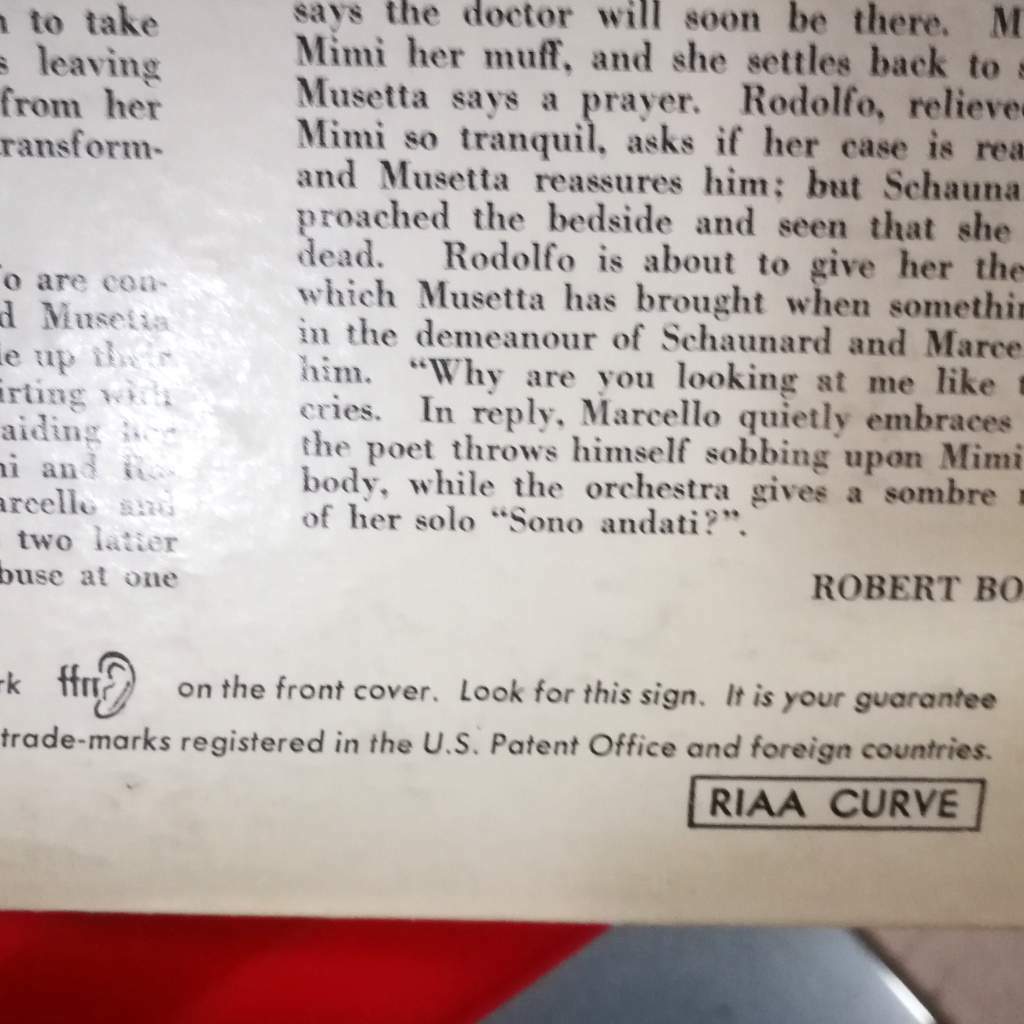 to take
leaving
from her
ransform-
o are con-
d Musetta
e up their
irting with
aiding her
and
arcello and
two latter
at one
says the doctor will soon be there.
Mimi her muff, and she settles back to
Musetta says a prayer. Rodolfo, relieve
Mimi so tranquil, asks if her case is rea
and Musetta reassures him; but Schauna
proached the bedside and seen that she
dead. Rodolfo is about to give her the
which Musetta has brought when somethin
in the demeanour of Schaunard and Marce
him. “Why are you looking at me like
cries. In reply, Marcello quietly embraces
the poet throws himself sobbing upon Mimi
body, while the orchestra gives a sombre
of her solo “Sono andati?”.
ROBERT BO
rk ffrr on the front cover. Look for this sign. It is your guarantee
trade-marks registered in the U.S. Patent Office and foreign countries.
RIAA CURVE